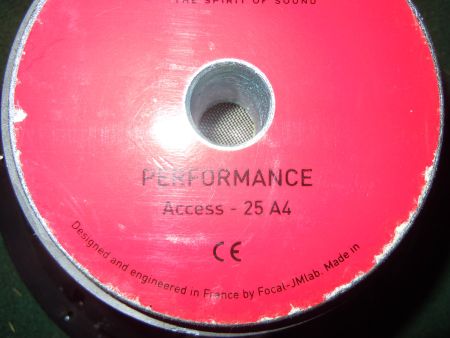 THE SPIRIT OF SOUND
PERFORMANCE
Access - 25 A4
CE
Designed and engineered in France by Focal-JMlab. Made in